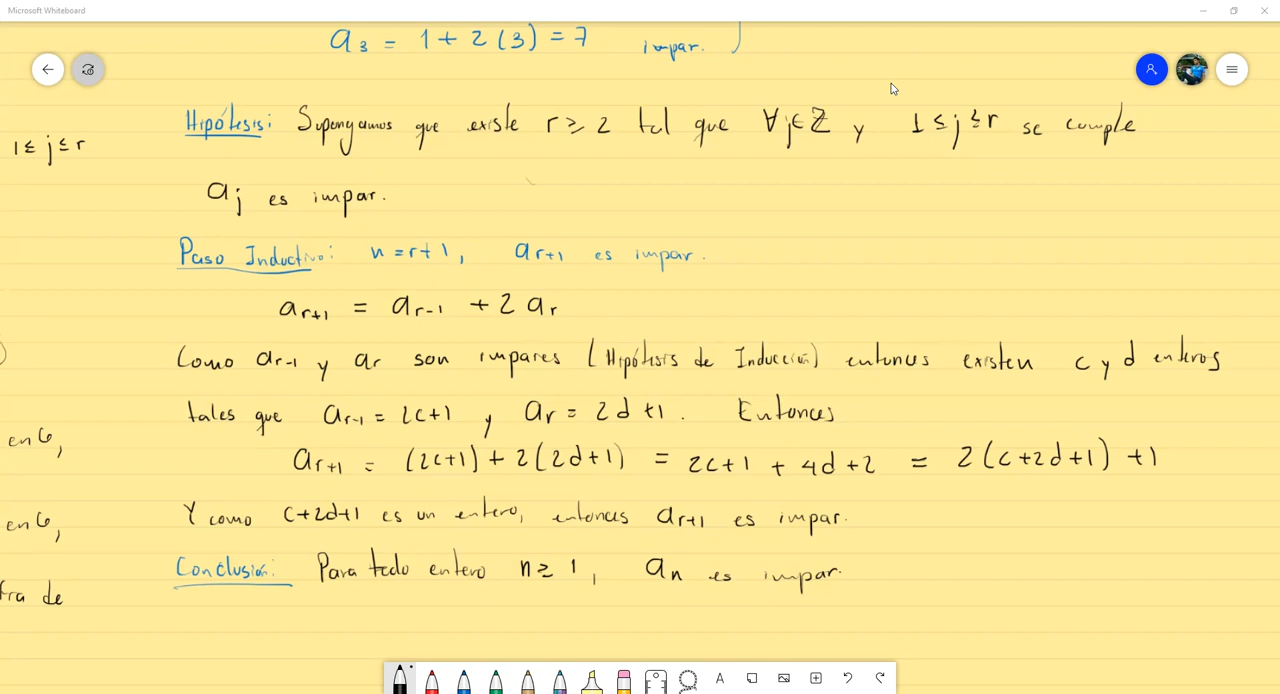 Microsoft Whiteboard
a₃ = 1 + 2(3) = 7 impar.
Hipótesis: Supongamos que existe r ≥ 2 tal que ∀j∈ℤ y 1 ≤ j ≤ r se cumple
1 ≤ j ≤ r
aⱼ es impar.
Paso Inductivo: n = r+1, aᵣ₊₁ es impar.
aᵣ₊₁ = aᵣ₋₁ + 2 aᵣ
Como aᵣ₋₁ y aᵣ son impares (Hipótesis de Inducción) entonces existen c y d enteros
tales que aᵣ₋₁ = 2c+1 y aᵣ = 2d+1. Entonces
aᵣ₊₁ = (2c+1) + 2(2d+1) = 2c+1 + 4d+2 = 2(c+2d+1) +1
Y como c+2d+1 es un entero, entonces aᵣ₊₁ es impar.
Conclusión: Para todo entero n ≥ 1, aₙ es impar.
de
A